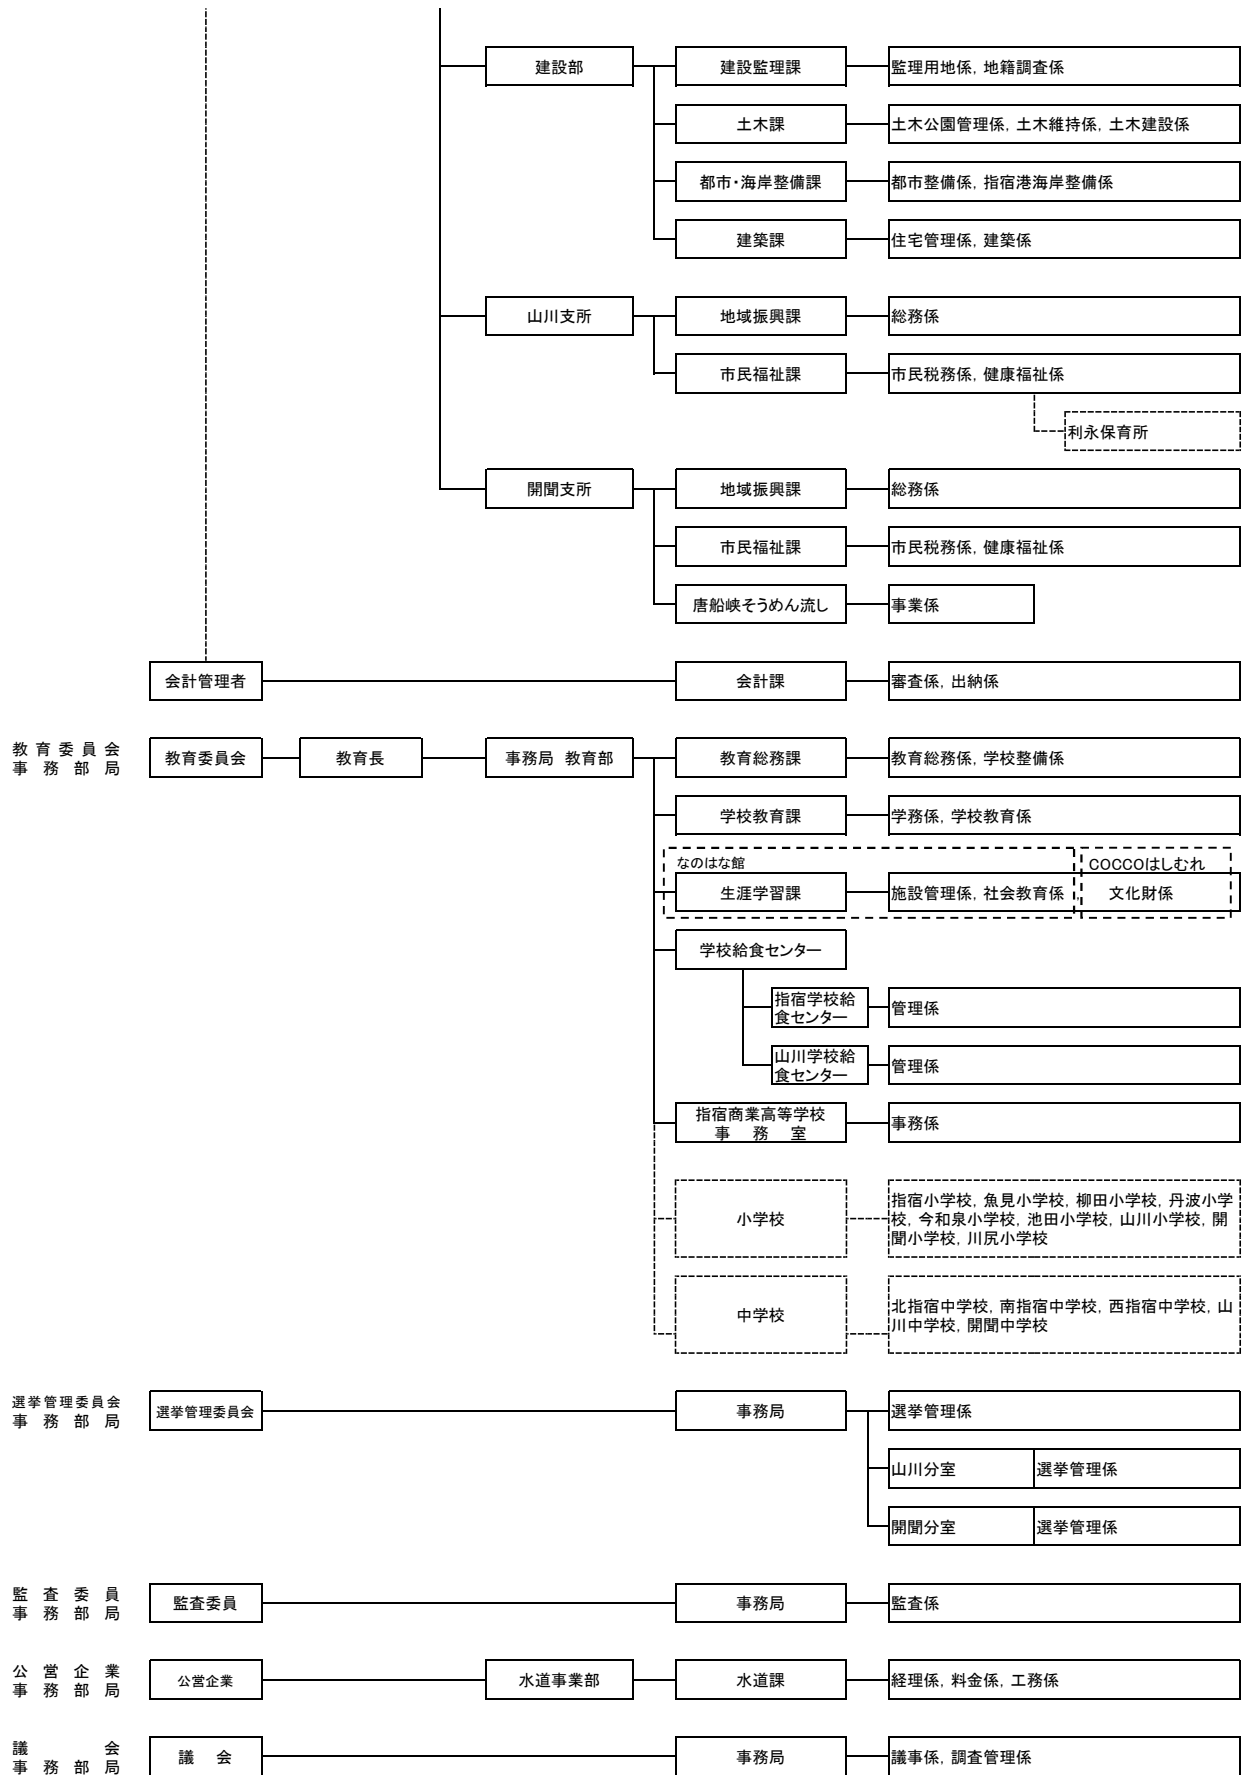 建設部 建設監理課 監理用地係, 地籍調査係
土木課 土木公園管理係, 土木維持係, 土木建設係
都市・海岸整備課 都市整備係, 指宿港海岸整備係
建築課 住宅管理係, 建築係
山川支所 地域振興課 総務係
市民福祉課 市民税務係, 健康福祉係
利永保育所
開聞支所 地域振興課 総務係
市民福祉課 市民税務係, 健康福祉係
唐船峡そうめん流し 事業係
会計管理者 会計課 審査係, 出納係
教育委員会
事務部局
教育委員会 教育長 事務局 教育部 教育総務課 教育総務係, 学校整備係
学校教育課 学務係, 学校教育係
なのはな館 COCCOはしむれ
生涯学習課 施設管理係, 社会教育係, 文化財係
学校給食センター
指宿学校給
食センター
管理係
山川学校給
食センター
管理係
指宿商業高等学校
事務室
事務係
小学校
指宿小学校, 魚見小学校, 柳田小学校, 丹波小学
校, 今和泉小学校, 池田小学校, 山川小学校, 開
聞小学校, 川尻小学校
中学校
北指宿中学校, 南指宿中学校, 西指宿中学校, 山
川中学校, 開聞中学校
選挙管理委員会
事務部局
選挙管理委員会 事務局 選挙管理係
山川分室 選挙管理係
開聞分室 選挙管理係
監査委員
事務部局
監査委員 事務局 監査係
公営企業
事務部局
公営企業 水道事業部 水道課 経理係, 料金係, 工務係
議会
事務部局
議会 事務局 議事係, 調査管理係